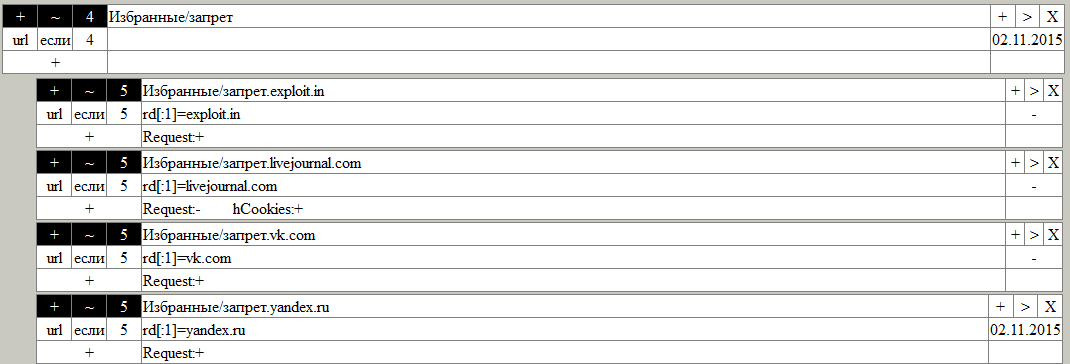 + ~ 4 Избранные/запрет + > X
url если 4 02.11.2015
+
+ ~ 5 Избранные/запрет.exploit.in + > X
url если 5 rd[:1]=exploit.in -
+ Request:+
+ ~ 5 Избранные/запрет.livejournal.com + > X
url если 5 rd[:1]=livejournal.com -
+ Request:- hCookies:+
+ ~ 5 Избранные/запрет.vk.com + > X
url если 5 rd[:1]=vk.com -
+ Request:+
+ ~ 5 Избранные/запрет.yandex.ru + > X
url если 5 rd[:1]=yandex.ru 02.11.2015
+ Request:+